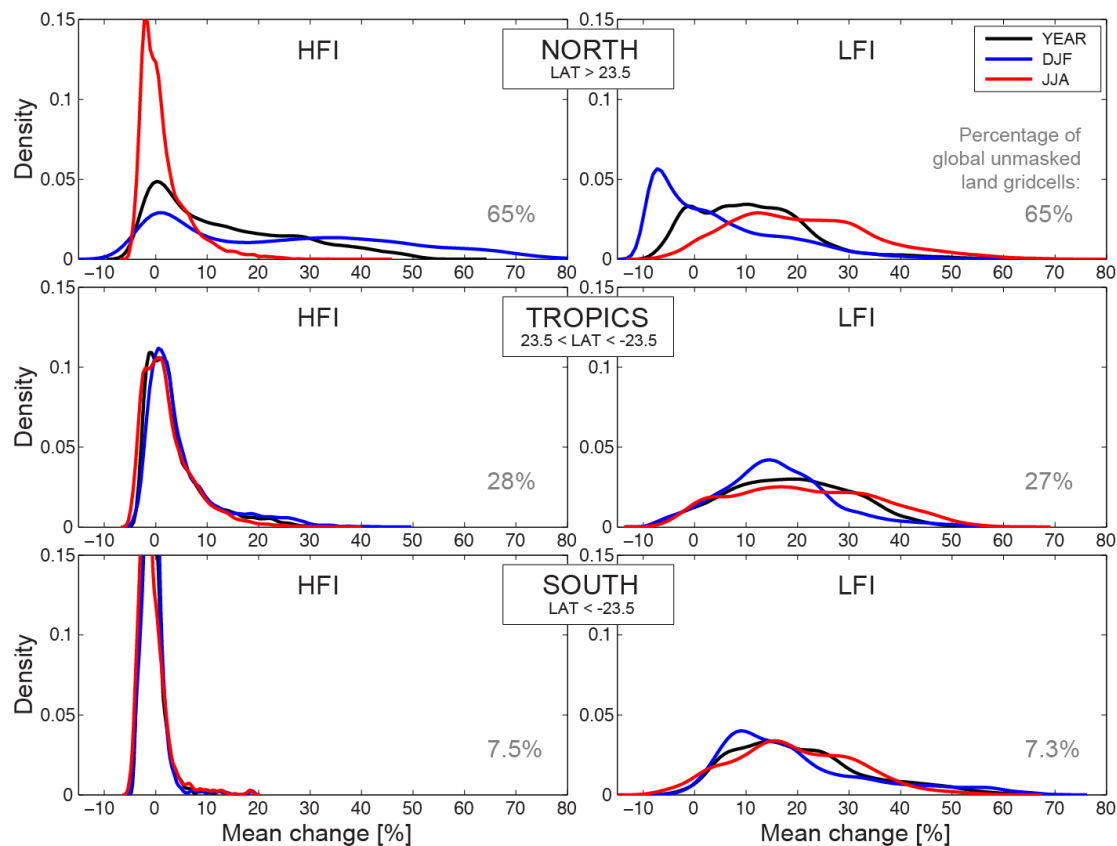 HFI
NORTH
LAT > 23.5
LFI
YEAR
DJF
JJA
Percentage of
global unmasked
land gridcells:
65%
65%
Density
0.15
0.1
0.05
0
−10 0 10 20 30 40 50 60 70 80
0.15
0.1
0.05
0
−10 0 10 20 30 40 50 60 70 80
HFI
TROPICS
23.5 < LAT < -23.5
LFI
28%
27%
Density
0.15
0.1
0.05
0
−10 0 10 20 30 40 50 60 70 80
0.15
0.1
0.05
0
−10 0 10 20 30 40 50 60 70 80
HFI
SOUTH
LAT < -23.5
LFI
7.5%
7.3%
Density
0.15
0.1
0.05
0
−10 0 10 20 30 40 50 60 70 80
Mean change [%]
0.15
0.1
0.05
0
−10 0 10 20 30 40 50 60 70 80
Mean change [%]